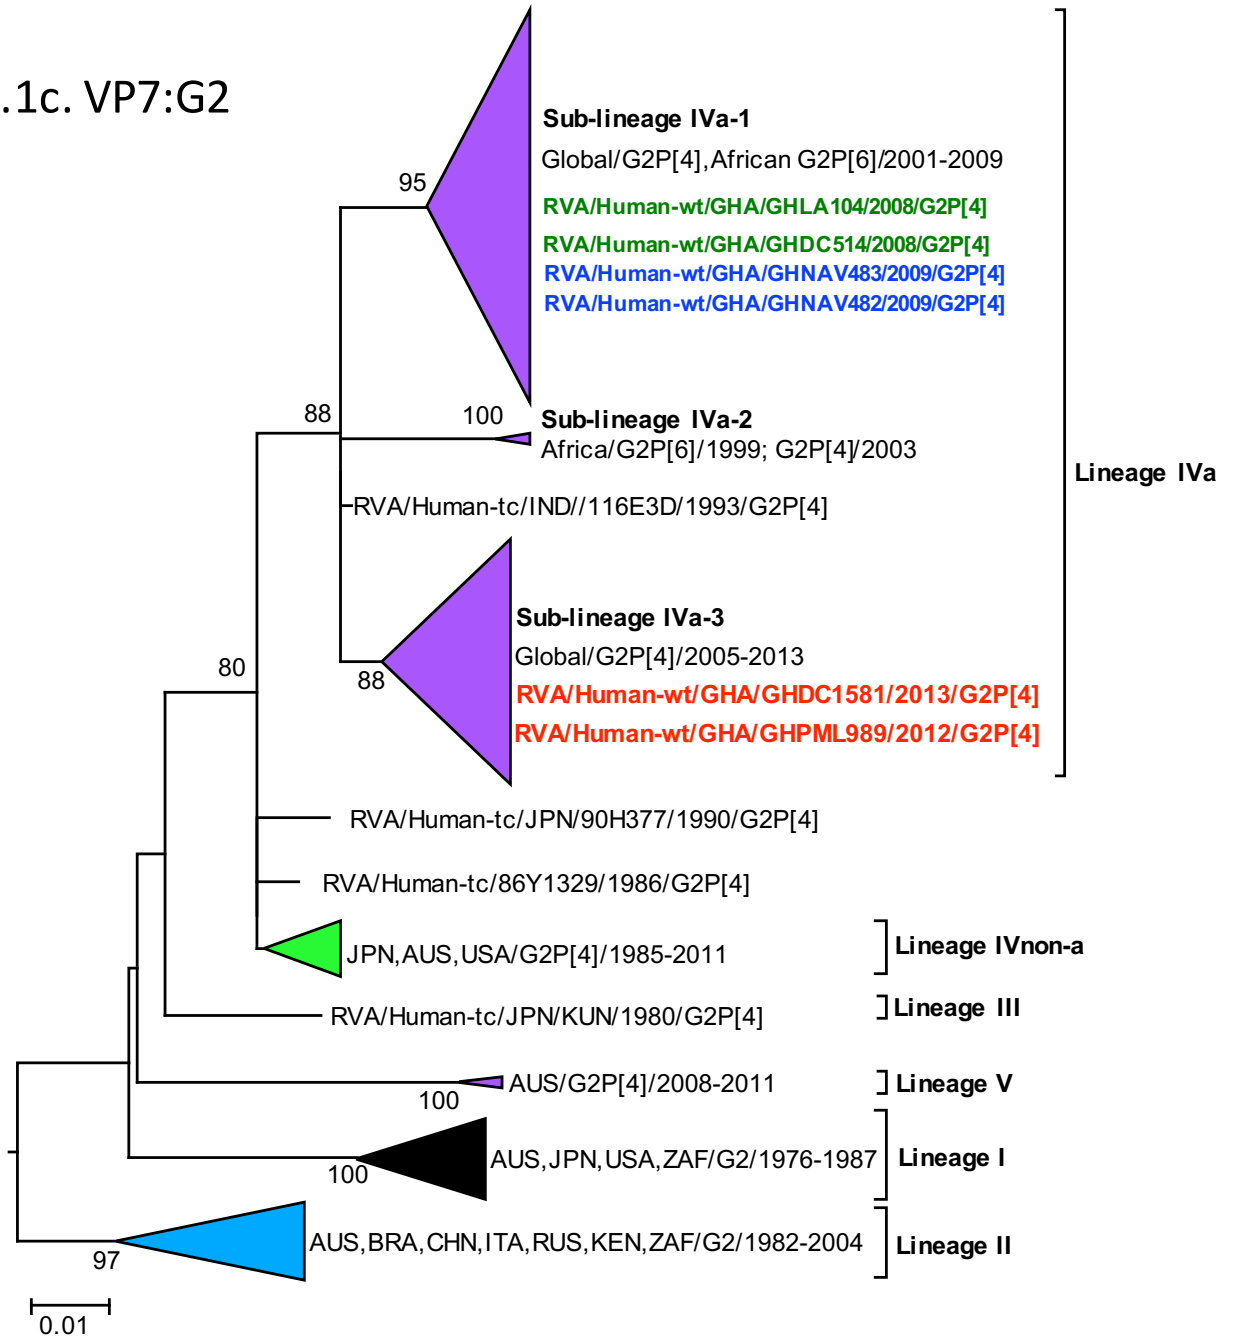 .1c. VP7:G2
95
Sub-lineage IVa-1
Global/G2P[4],African G2P[6]/2001-2009
RVA/Human-wt/GHA/GHLA104/2008/G2P[4]
RVA/Human-wt/GHA/GHDC514/2008/G2P[4]
RVA/Human-wt/GHA/GHNAV483/2009/G2P[4]
RVA/Human-wt/GHA/GHNAV482/2009/G2P[4]
88
100
Sub-lineage IVa-2
Africa/G2P[6]/1999; G2P[4]/2003
Lineage IVa
RVA/Human-tc/IND//116E3D/1993/G2P[4]
Sub-lineage IVa-3
Global/G2P[4]/2005-2013
80
88
RVA/Human-wt/GHA/GHDC1581/2013/G2P[4]
RVA/Human-wt/GHA/GHPML989/2012/G2P[4]
RVA/Human-tc/JPN/90H377/1990/G2P[4]
RVA/Human-tc/86Y1329/1986/G2P[4]
JPN,AUS,USA/G2P[4]/1985-2011
Lineage IVnon-a
RVA/Human-tc/JPN/KUN/1980/G2P[4]
Lineage III
AUS/G2P[4]/2008-2011
Lineage V
100
AUS,JPN,USA,ZAF/G2/1976-1987
Lineage I
100
AUS,BRA,CHN,ITA,RUS,KEN,ZAF/G2/1982-2004
Lineage II
97
0.01